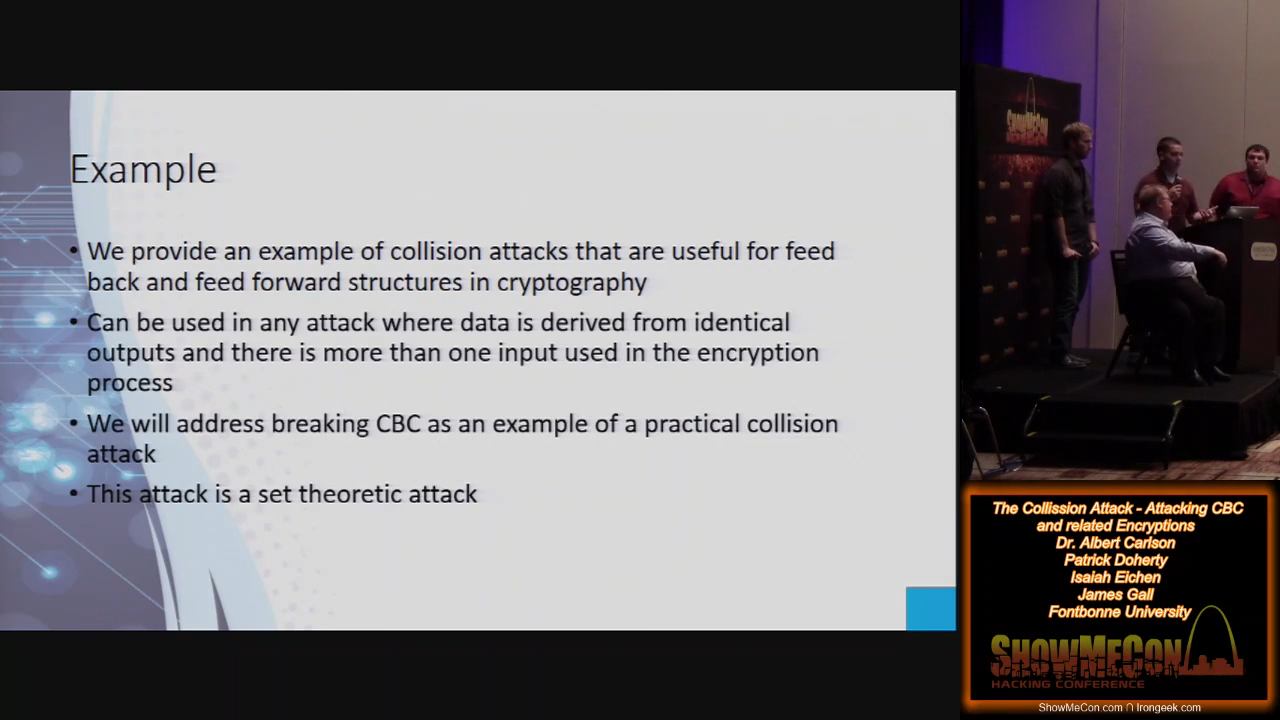 Example
• We provide an example of collision attacks that are useful for feed
back and feed forward structures in cryptography
• Can be used in any attack where data is derived from identical
outputs and there is more than one input used in the encryption
process
• We will address breaking CBC as an example of a practical collision
attack
• This attack is a set theoretic attack
SHOWMECON
The Collission Attack - Attacking CBC
and related Encryptions
Dr. Albert Carlson
Patrick Doherty
Isaiah Eichen
James Gall
Fontbonne University
SHOWMECON
HACKING CONFERENCE
ShowMeCon.com ∩ Irongeek.com